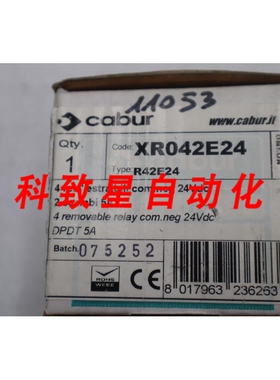 11053
cabur
www.cabur.it
Qty.
1
Code:
XR042E24
Type:
R42E24
科致星自动化
4 removable relay com.neg 24Vdc
DPDT 5A
Batch.
075252
8 017963 236263